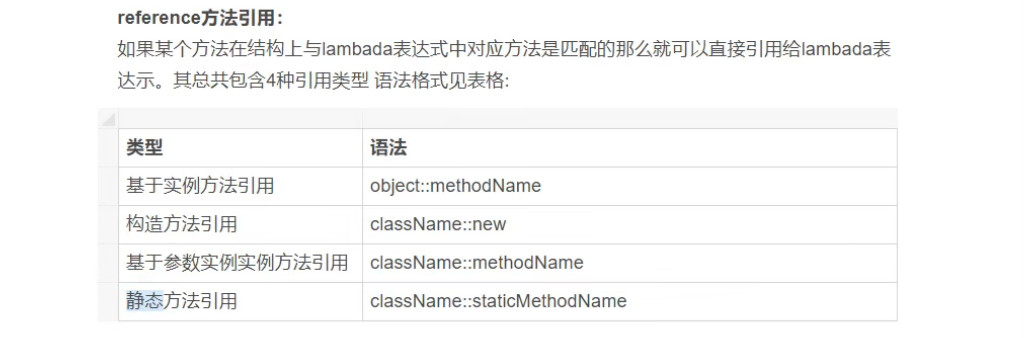 reference方法引用：
如果某个方法在结构上与lambada表达式中对应方法是匹配的那么就可以直接引用给lambada表
达示。其总共包含4种引用类型 语法格式见表格:
类型 语法
基于实例方法引用 object::methodName
构造方法引用 className::new
基于参数实例实例方法引用 className::methodName
静态方法引用 className::staticMethodName